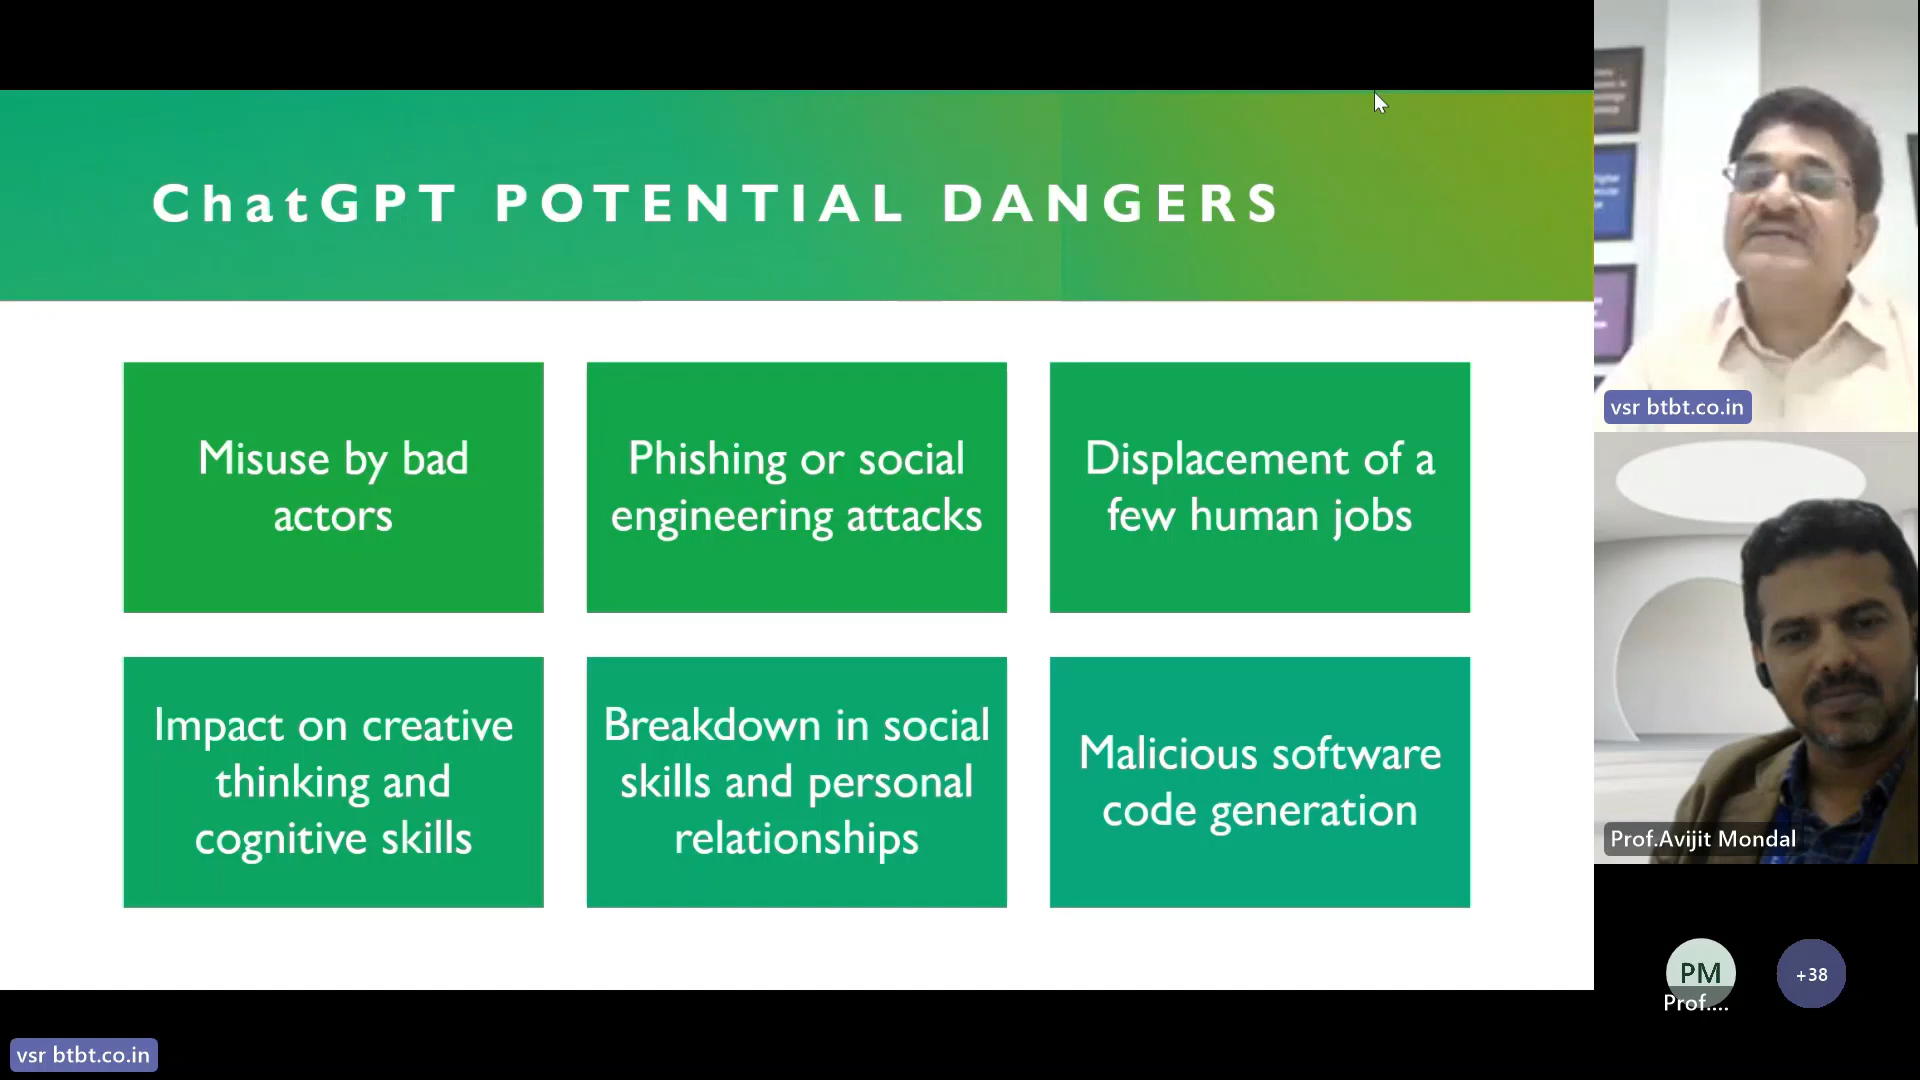 ChatGPT POTENTIAL DANGERS
Misuse by bad
actors
Phishing or social
engineering attacks
Displacement of a
few human jobs
Impact on creative
thinking and
cognitive skills
Breakdown in social
skills and personal
relationships
Malicious software
code generation
vsr btbt.co.in
Prof.Avijit Mondal
PM
Prof....
+38
vsr btbt.co.in